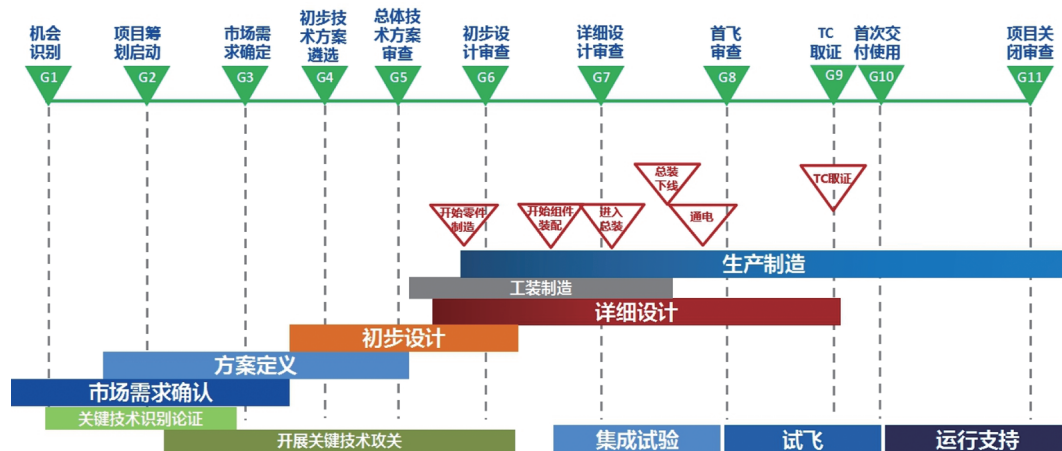 机会
识别
项目筹
划启动
市场需
求确定
初步技
术方案
遴选
总体技
术方案
审查
初步设
计审查
详细设
计审查
首飞
审查
TC
取证
首次交
付使用
项目关
闭审查
G1
G2
G3
G4
G5
G6
G7
G8
G9
G10
G11
总装
下线
TC取证
开始零件
制造
开始组件
装配
进入
总装
通电
生产制造
工装制造
详细设计
初步设计
方案定义
市场需求确认
关键技术识别论证
开展关键技术攻关
集成试验
试飞
运行支持